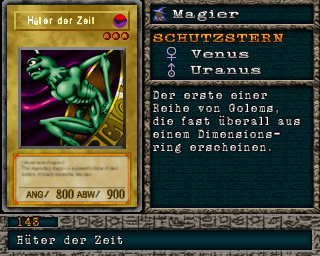 Hüter der Zeit
ANG/ 800 ABW/ 900
Magier
SCHUTZSTERN
Venus
Uranus
Der erste einer
Reihe von Golems,
die fast überall aus
einem Dimensions-
ring erscheinen.
143
Hüter der Zeit